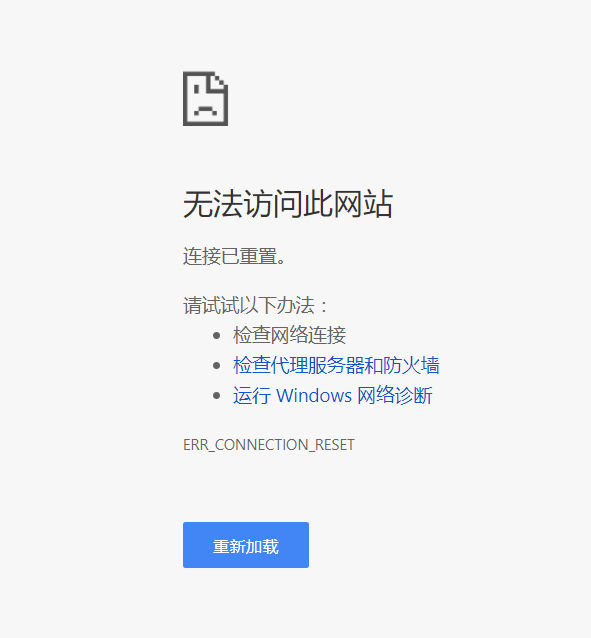 无法访问此网站
连接已重置。
请试试以下办法：
检查网络连接
检查代理服务器和防火墙
运行 Windows 网络诊断
ERR_CONNECTION_RESET
重新加载